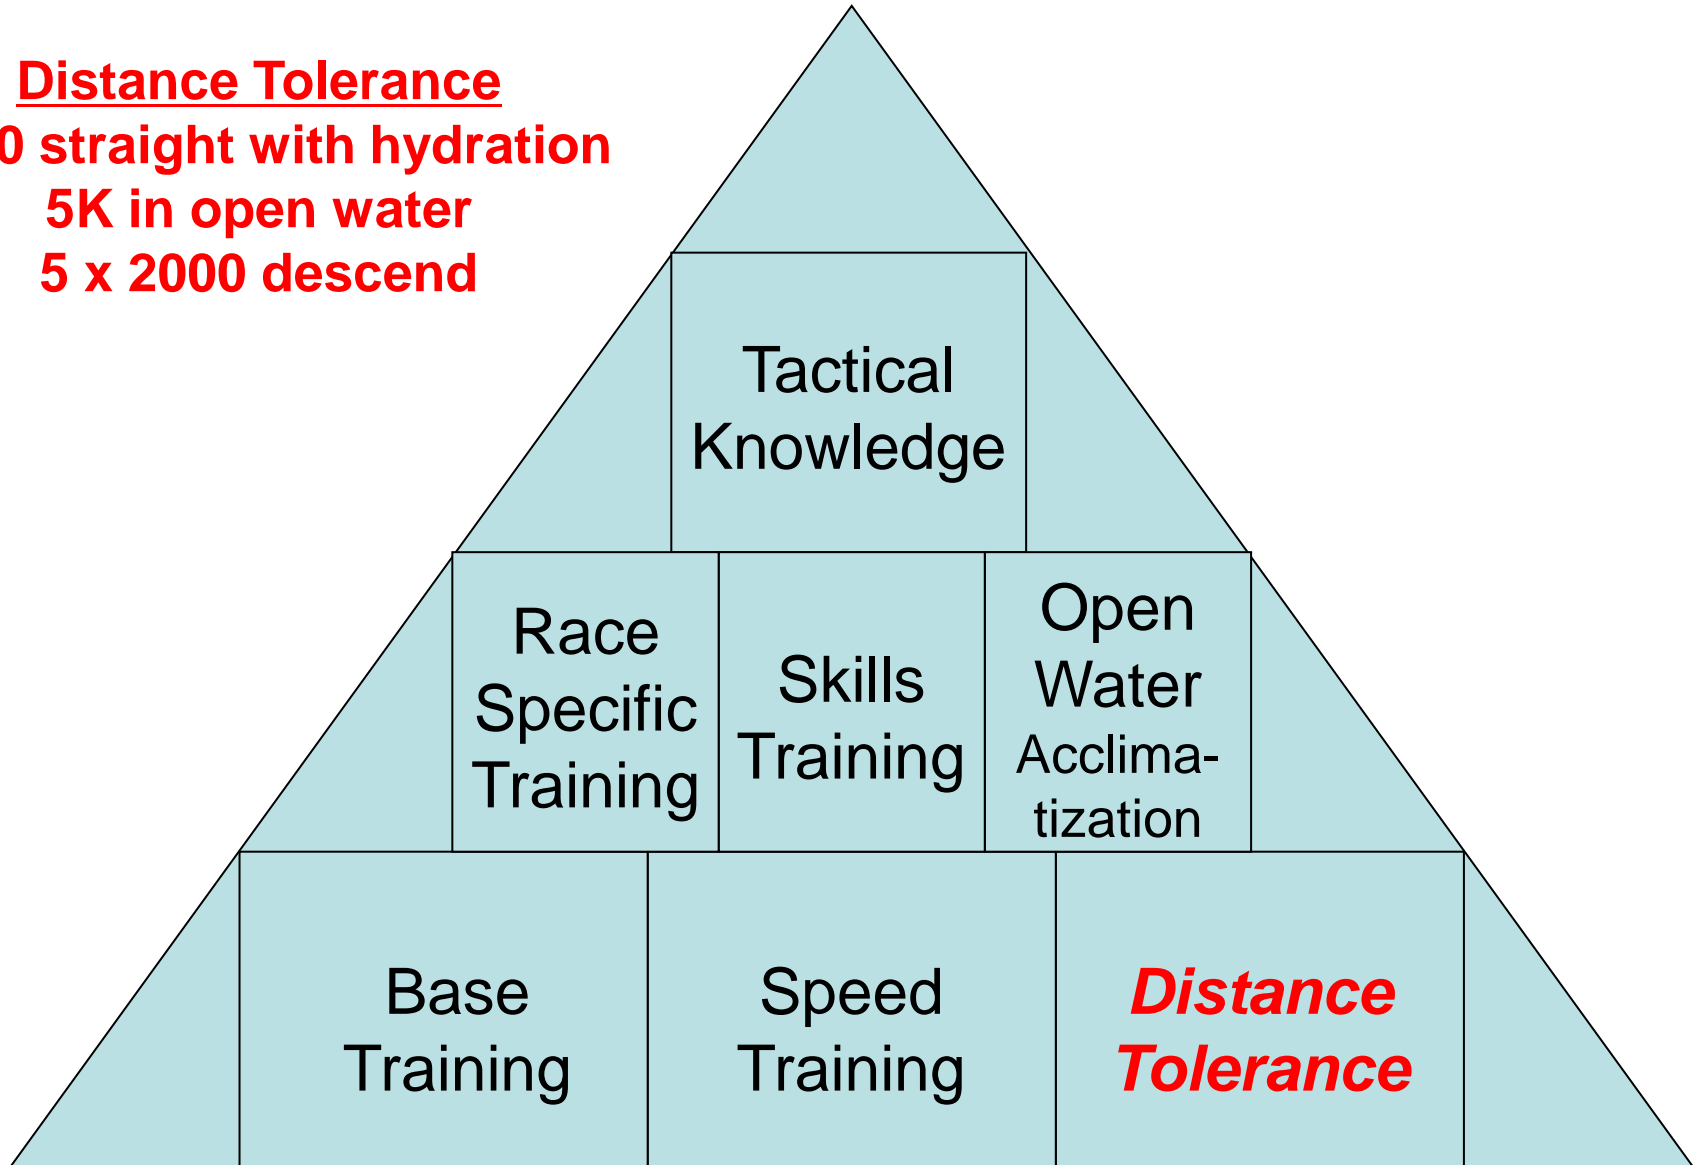 Distance Tolerance
0 straight with hydration
5K in open water
5 x 2000 descend
Tactical
Knowledge
Race
Specific
Training
Skills
Training
Open
Water
Acclima-
tization
Base
Training
Speed
Training
Distance
Tolerance